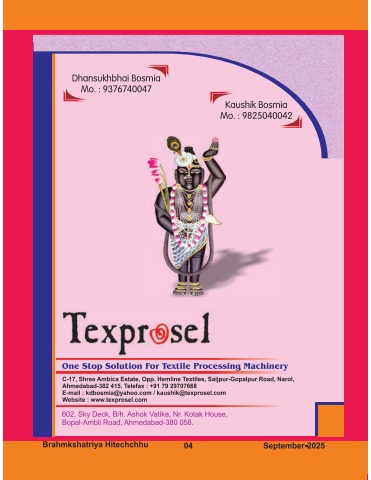 Dhansukhbhai Bosmia
Mo. : 9376740047
Kaushik Bosmia
Mo. : 9825040042
Texprosel
One Stop Solution For Textile Processing Machinery
C-17, Shree Ambica Estate, Opp. Hemline Textiles, Saijpur-Gopalpur Road, Narol,
Ahmedabad-382 415. Telefax : +91 79 29707668
E-mail : kdbosmia@yahoo.com / kaushik@texprosel.com
Website : www.texprosel.com
602, Sky Deck, B/h. Ashok Vatika, Nr. Kotak House,
Bopal-Ambli Road, Ahmedabad-380 058.
Brahmkshatriya Hitechchhu 04 September-2025